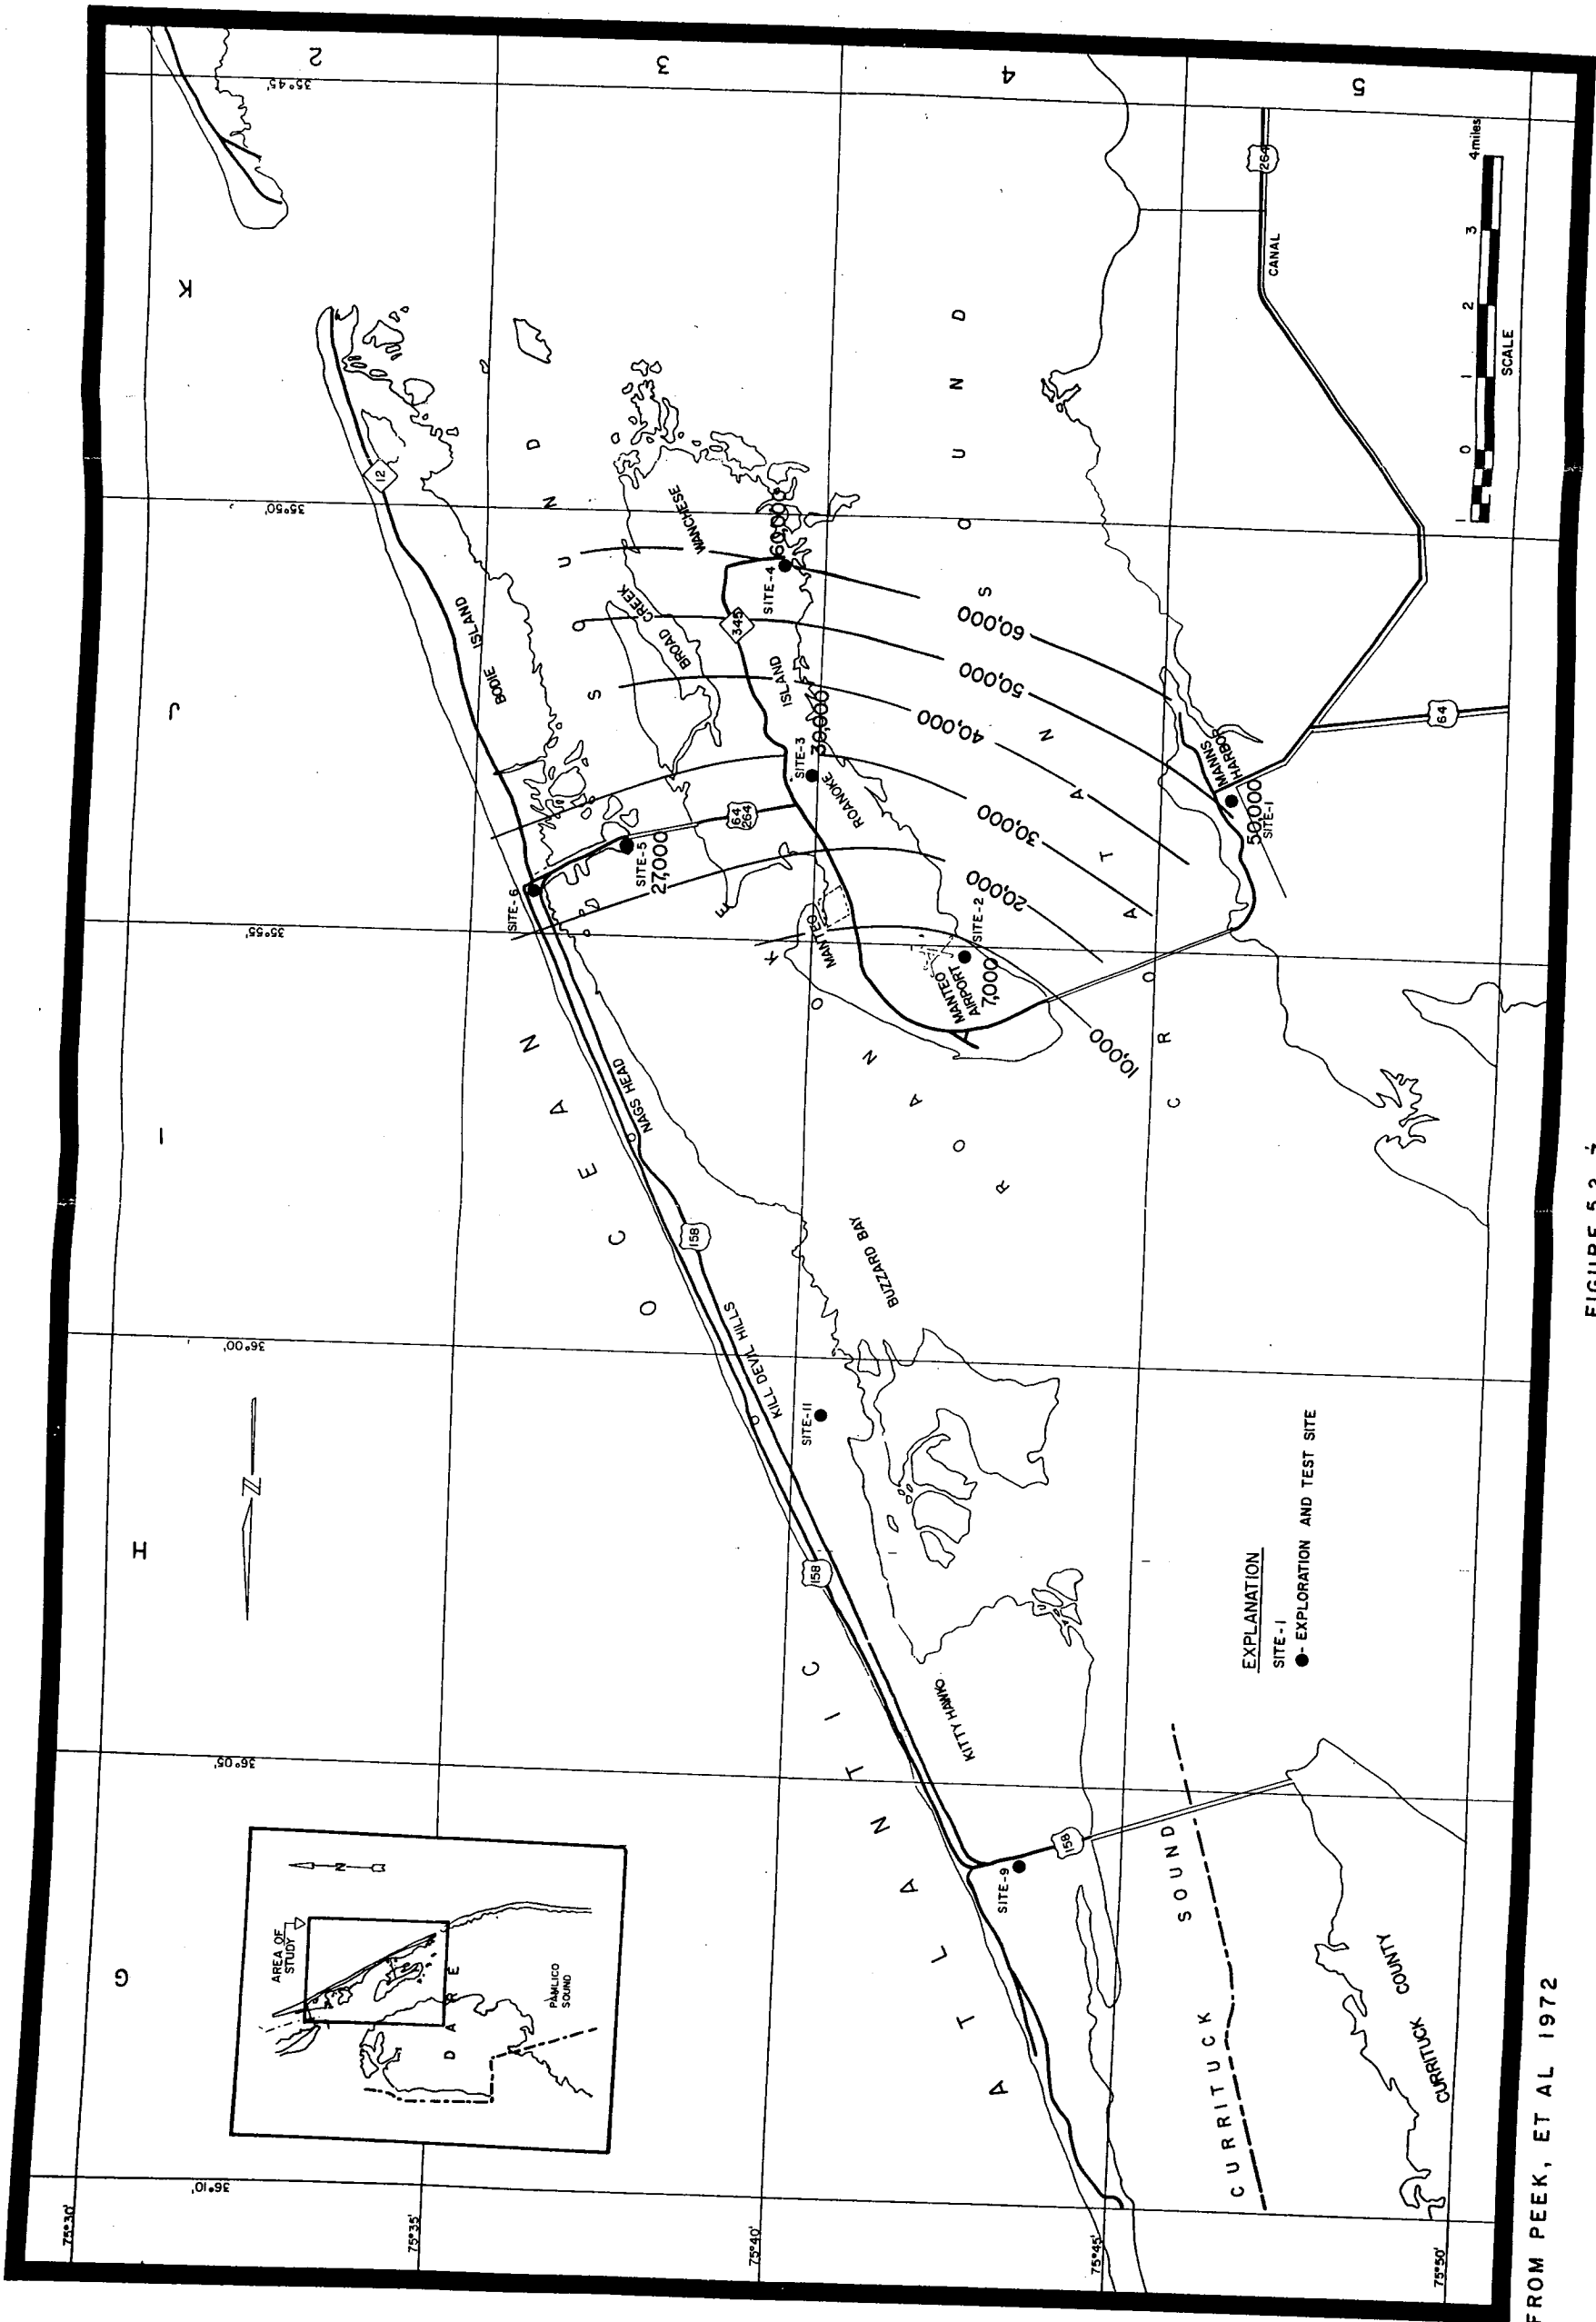 2
3
4
5
G
H
I
J
K
35°45'
35°50'
35°55'
36°00'
36°05'
36°10'
75°30'
75°35'
75°40'
75°45'
75°50'
AREA OF
STUDY
N
DARE
PAMLICO
SOUND
N
ATLANTIC
OCEAN
12
BODIE ISLAND
SITE-6
SITE-5
27,000
64
264
NAGS HEAD
158
KILL DEVIL HILLS
SITE-11
158
BUZZARD BAY
KITTY HAWK
SITE-9
158
ROANOKE
SOUND
WANCHESE
BROAD CREEK
345
SITE-4
60,000
SITE-3
30,000
ROANOKE ISLAND
MANTEO
MANTEO
AIRPORT
SITE-2
7,000
10,000
20,000
30,000
40,000
50,000
60,000
CROATAN
SOUND
MANNS
HARBOR
50,000
SITE-1
64
264
CANAL
1 0 1 2 3 4 miles
SCALE
EXPLANATION
SITE-1
●- EXPLORATION AND TEST SITE
CURRITUCK SOUND
CURRITUCK COUNTY
FROM PEEK, ET AL 1972